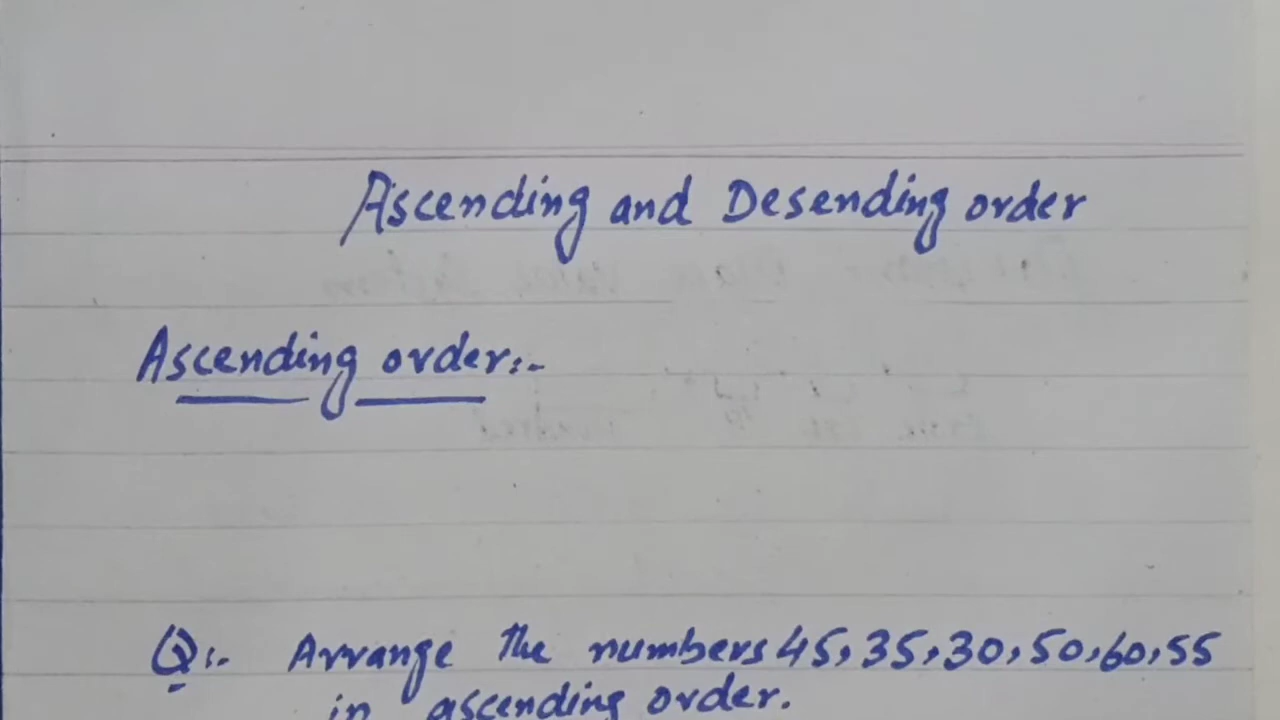 Ascending and Desending order
Ascending order:-
Q:- Arrange the numbers 45, 35, 30, 50, 60, 55
in ascending order.